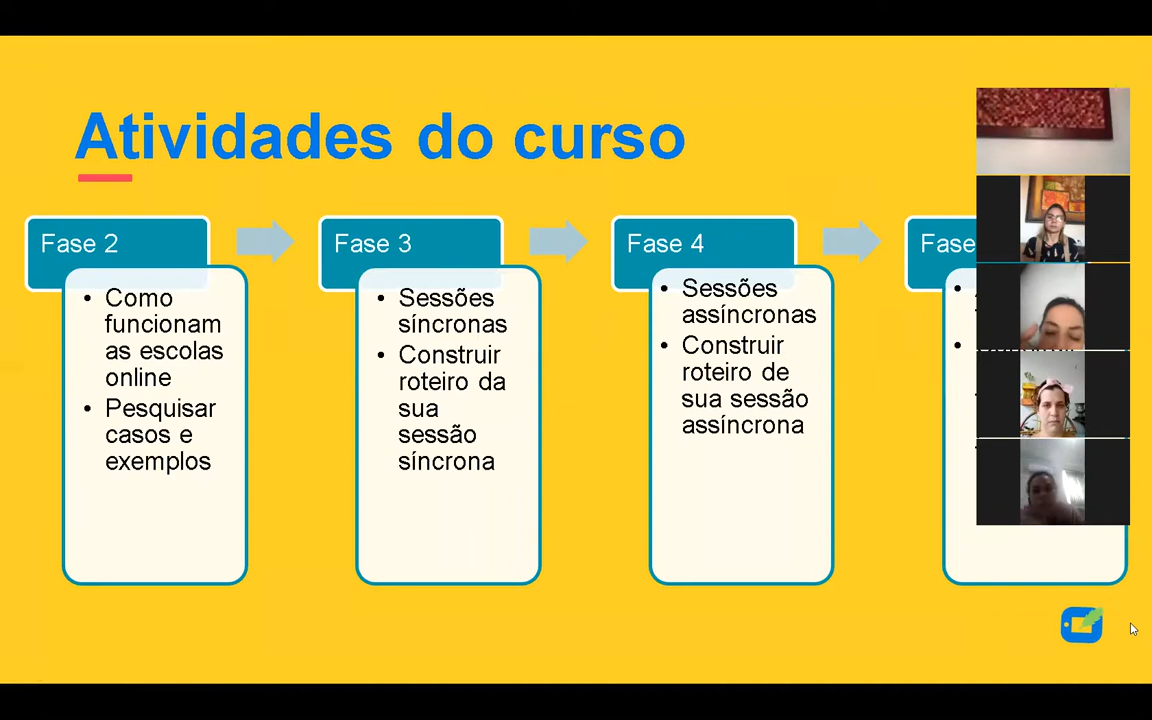 Atividades do curso
Fase 2
• Como
funcionam
as escolas
online
• Pesquisar
casos e
exemplos
Fase 3
• Sessões
síncronas
• Construir
roteiro da
sua
sessão
síncrona
Fase 4
• Sessões
assíncronas
• Construir
roteiro de
sua sessão
assíncrona
Fase